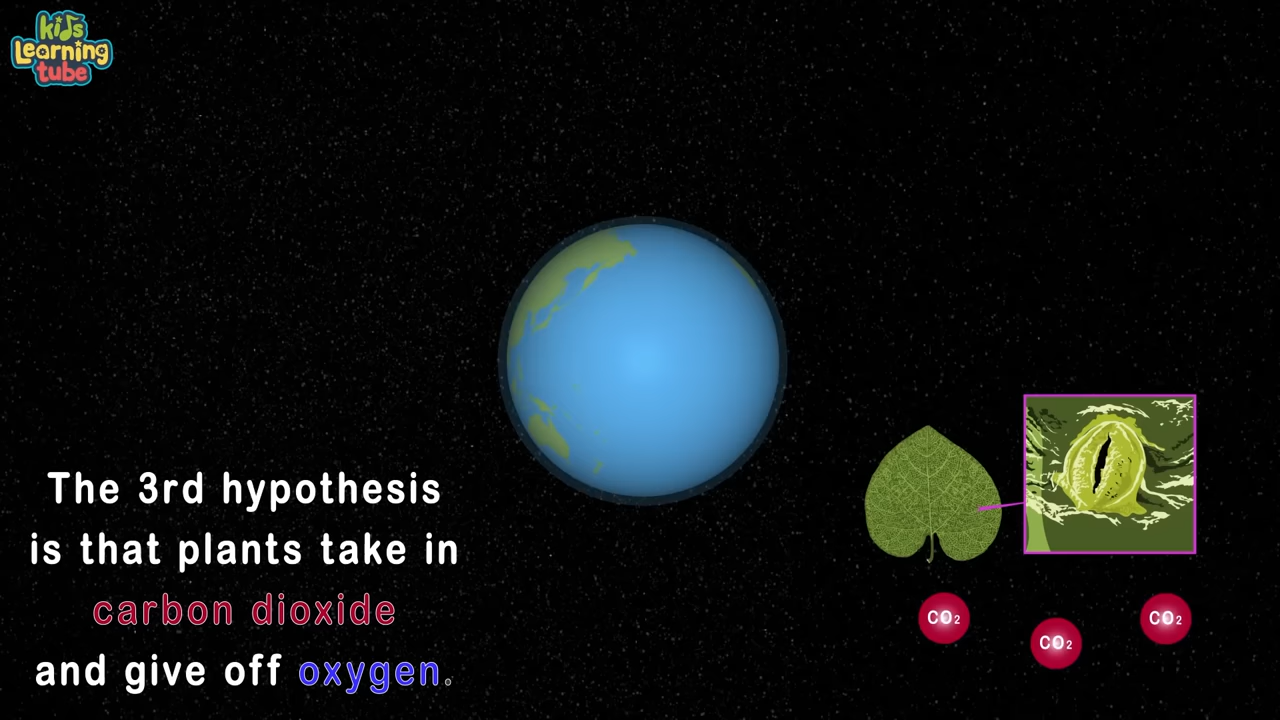 kids
Learning
tube
The 3rd hypothesis
is that plants take in
carbon dioxide
and give off oxygen.
CO₂
CO₂
CO₂